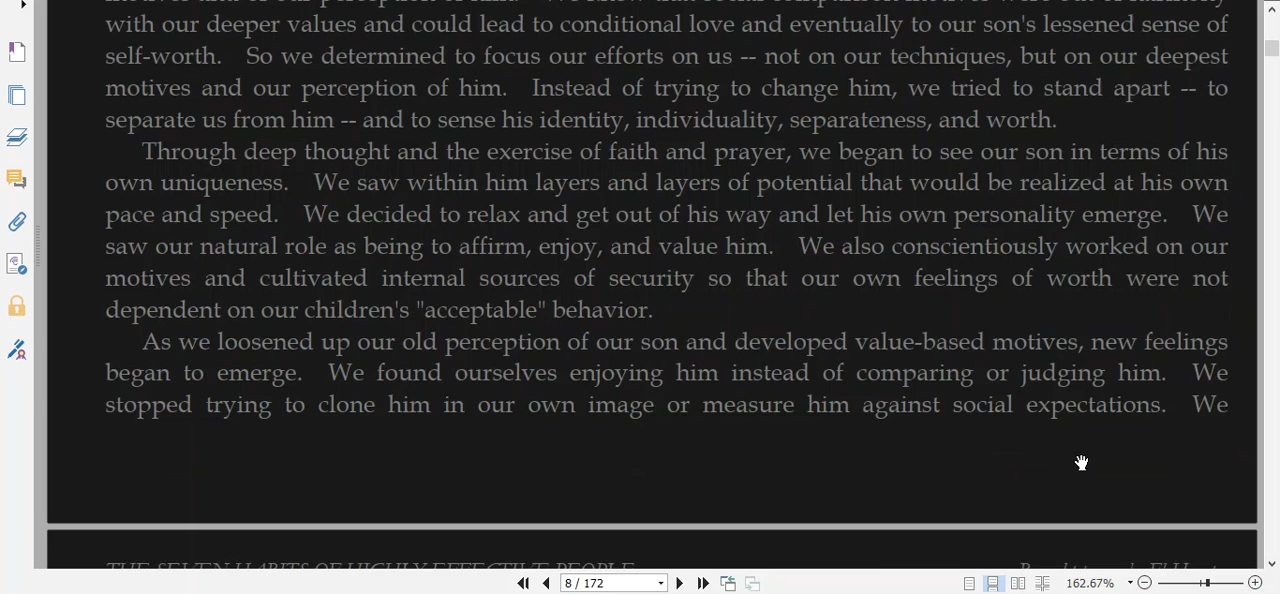 with our deeper values and could lead to conditional love and eventually to our son's lessened sense of
self-worth. So we determined to focus our efforts on us -- not on our techniques, but on our deepest
motives and our perception of him. Instead of trying to change him, we tried to stand apart -- to
separate us from him -- and to sense his identity, individuality, separateness, and worth.
Through deep thought and the exercise of faith and prayer, we began to see our son in terms of his
own uniqueness. We saw within him layers and layers of potential that would be realized at his own
pace and speed. We decided to relax and get out of his way and let his own personality emerge. We
saw our natural role as being to affirm, enjoy, and value him. We also conscientiously worked on our
motives and cultivated internal sources of security so that our own feelings of worth were not
dependent on our children's "acceptable" behavior.
As we loosened up our old perception of our son and developed value-based motives, new feelings
began to emerge. We found ourselves enjoying him instead of comparing or judging him. We
stopped trying to clone him in our own image or measure him against social expectations. We
THE SEVEN HABITS OF HIGHLY EFFECTIVE PEOPLE
8 / 172
162.67%